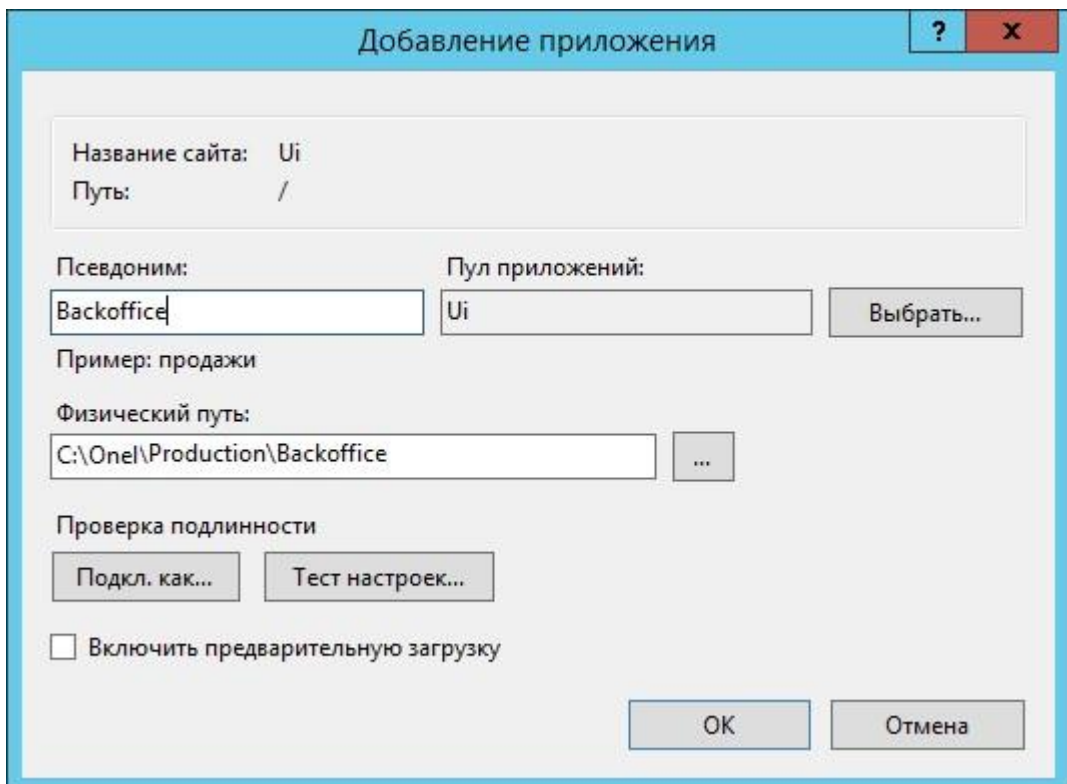 Добавление приложения
?
x
Название сайта: Ui
Путь: /
Псевдоним: Пул приложений:
Backoffice Ui Выбрать...
Пример: продажи
Физический путь:
C:\Onel\Production\Backoffice ...
Проверка подлинности
Подкл. как... Тест настроек...
Включить предварительную загрузку
ОК Отмена